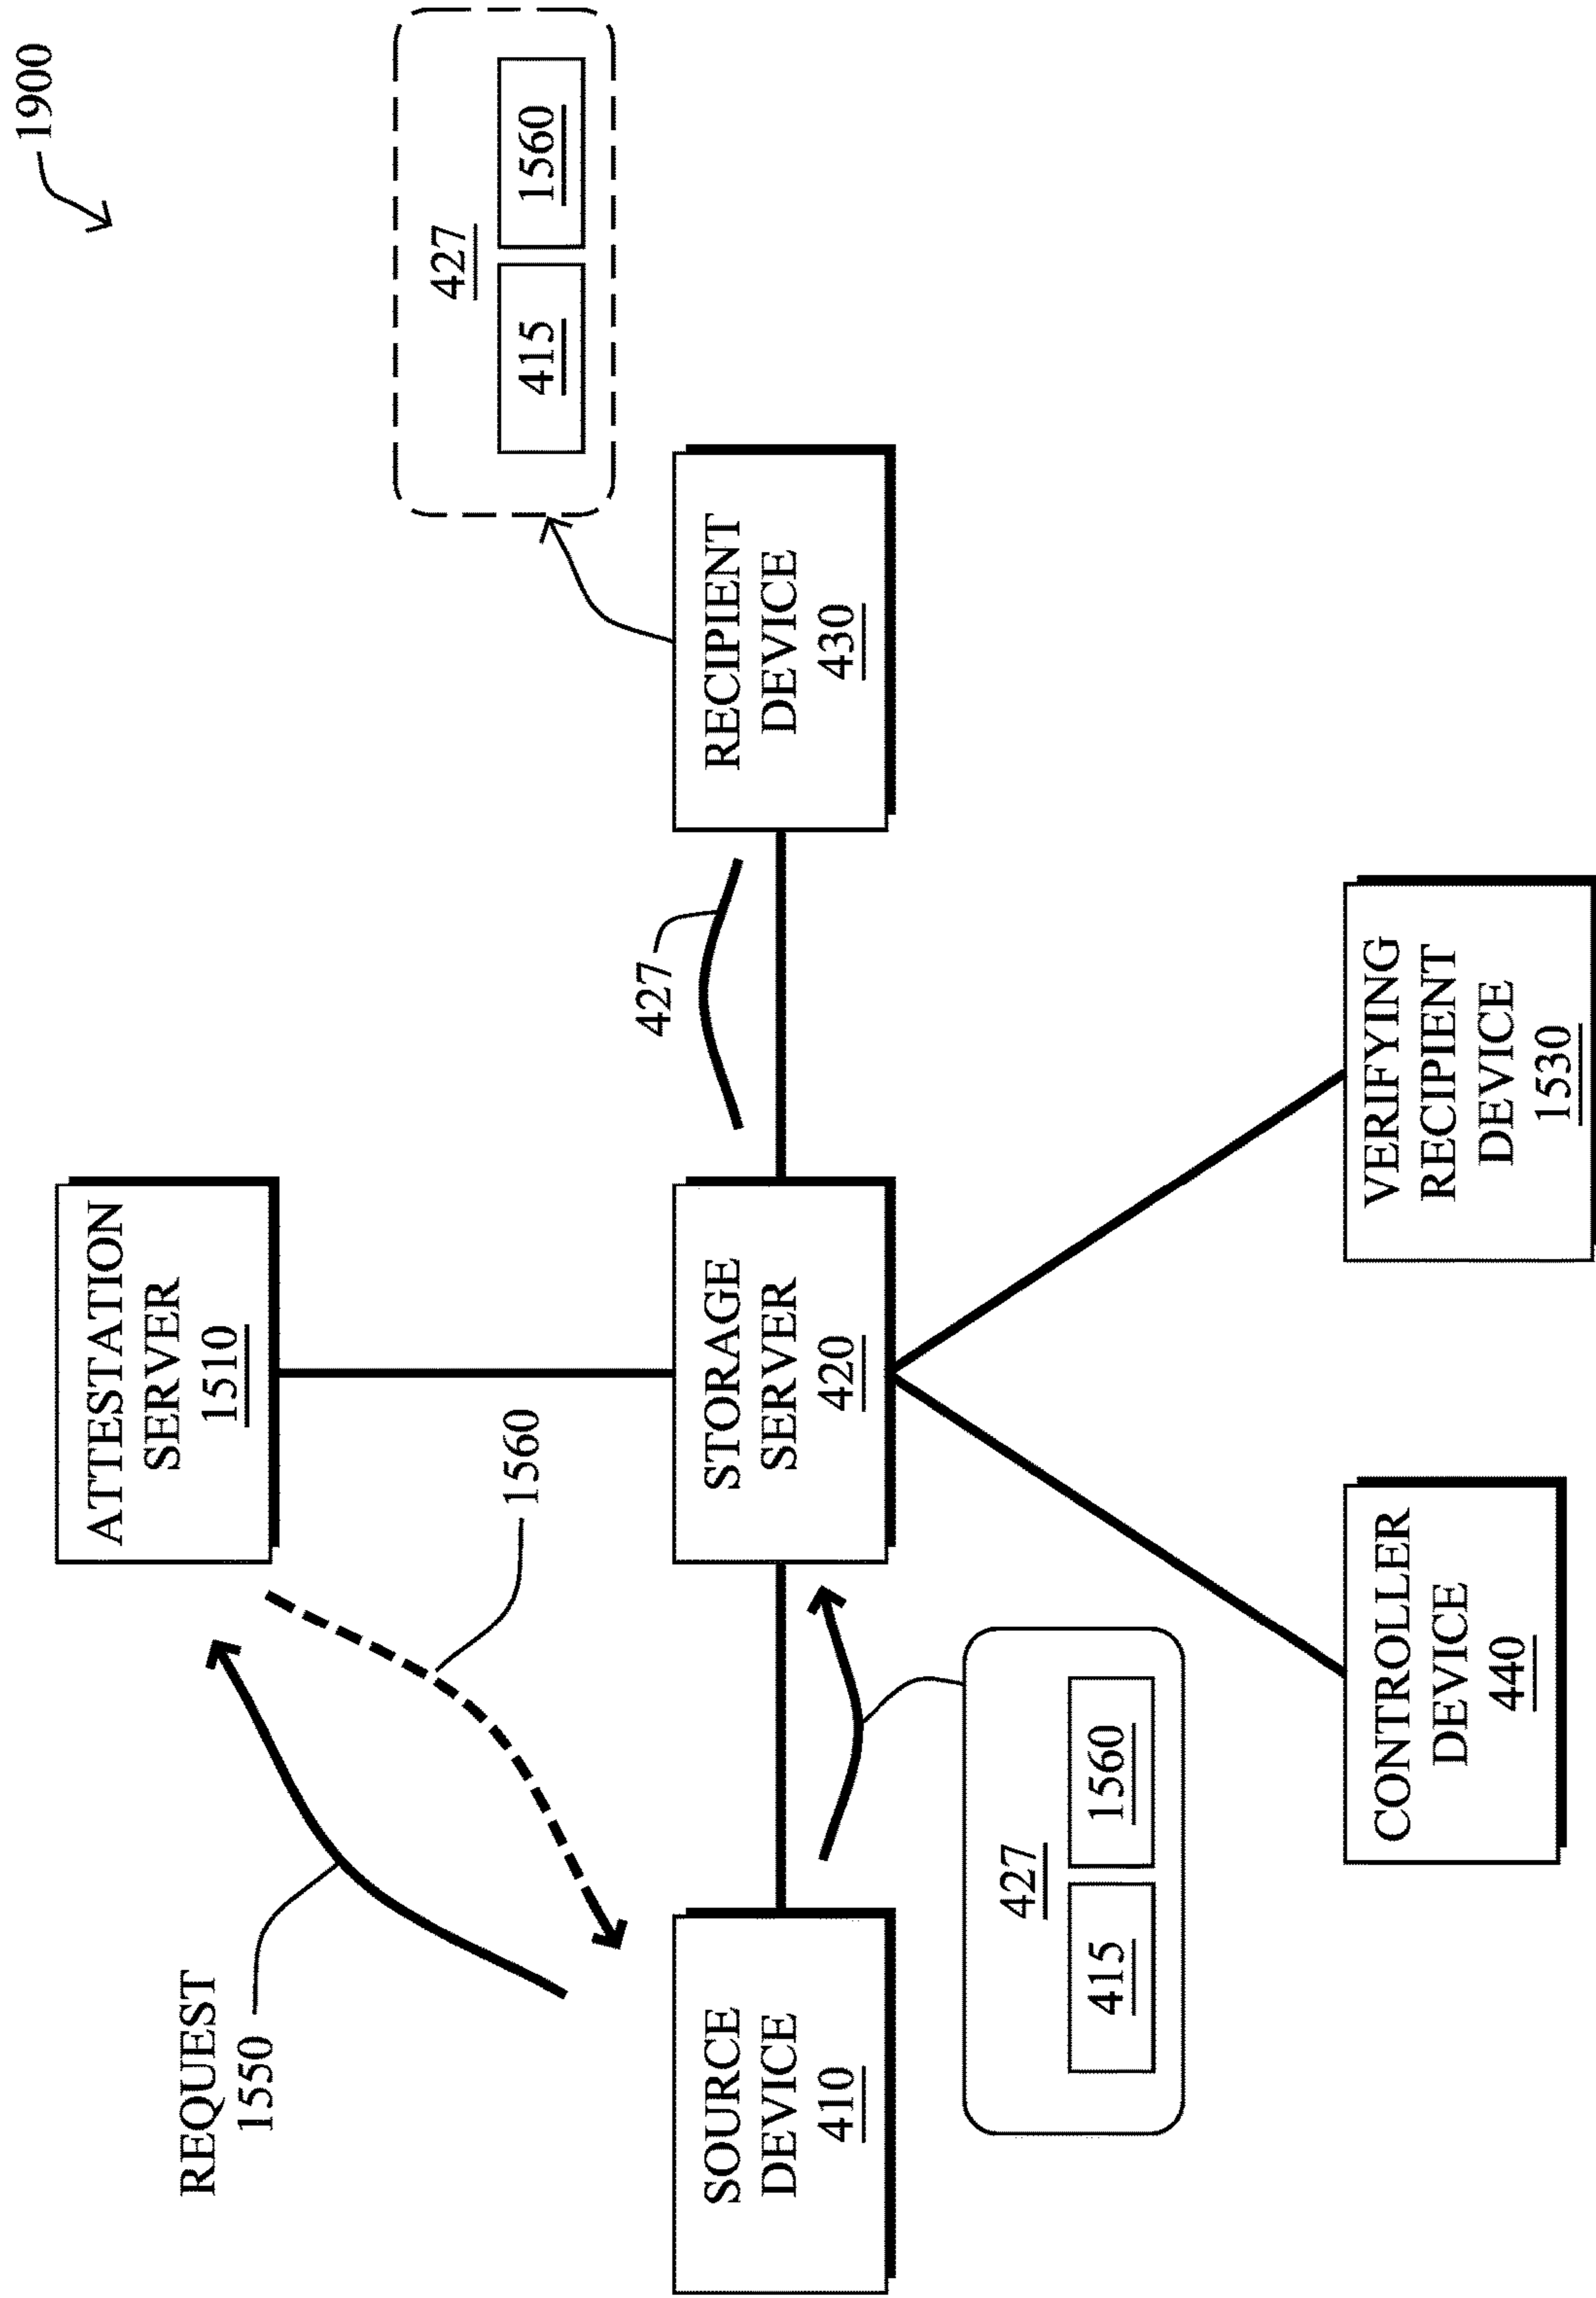 1900
ATTESTATION
SERVER
1510
REQUEST
1550
1560
427
415
1560
427
SOURCE
DEVICE
410
STORAGE
SERVER
420
RECIPIENT
DEVICE
430
427
415
1560
CONTROLLER
DEVICE
440
VERIFYING
RECIPIENT
DEVICE
1530